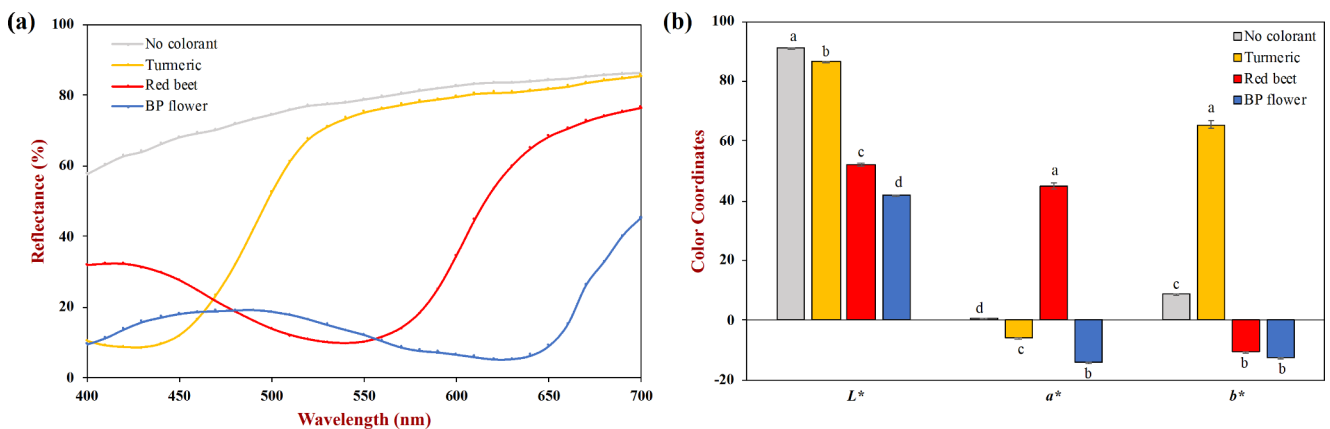 (a)
100
80
60
40
20
0
Reflectance (%)
No colorant
Turmeric
Red beet
BP flower
400
450
500
550
600
650
700
Wavelength (nm)
(b)
100
80
60
40
20
0
-20
Color Coordinates
No colorant
Turmeric
Red beet
BP flower
a
b
c
d
d
c
a
b
c
a
b
b
L*
a*
b*